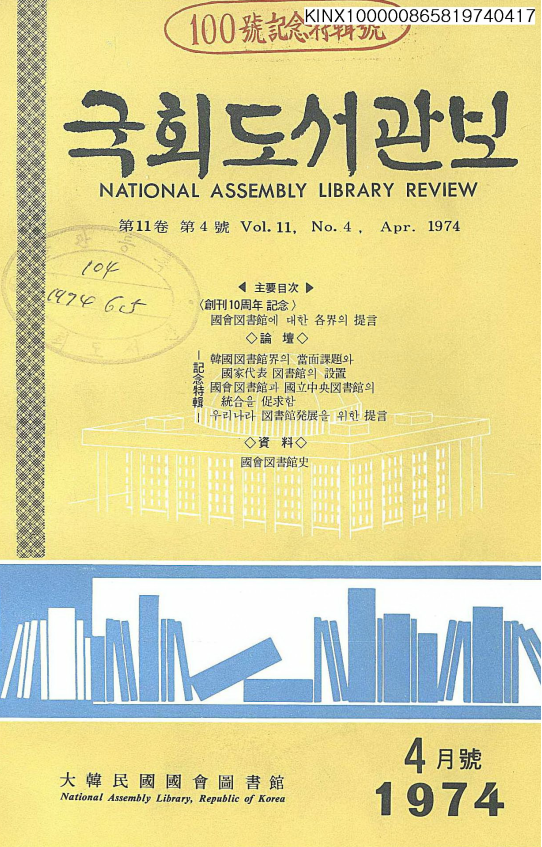 KINX100000865819740417
100號記念特輯號
국회도서관보
NATIONAL ASSEMBLY LIBRARY REVIEW
第11卷 第4號 Vol. 11, No. 4, Apr. 1974
104
1974 6.5
◀ 主要目次 ▶
〈創刊10周年 記念〉
國會図書館에 대한 各界의 提言
◇論 壇◇
―記念特輯―
韓國図書館界의 當面課題와
國家代表 図書館의 設置
國會図書館과 國立中央図書館의
統合을 促求함
우리나라 図書館発展을 위한 提言
◇資 料◇
國會図書館史
4月號
1974
大韓民國國會圖書館
National Assembly Library, Republic of Korea